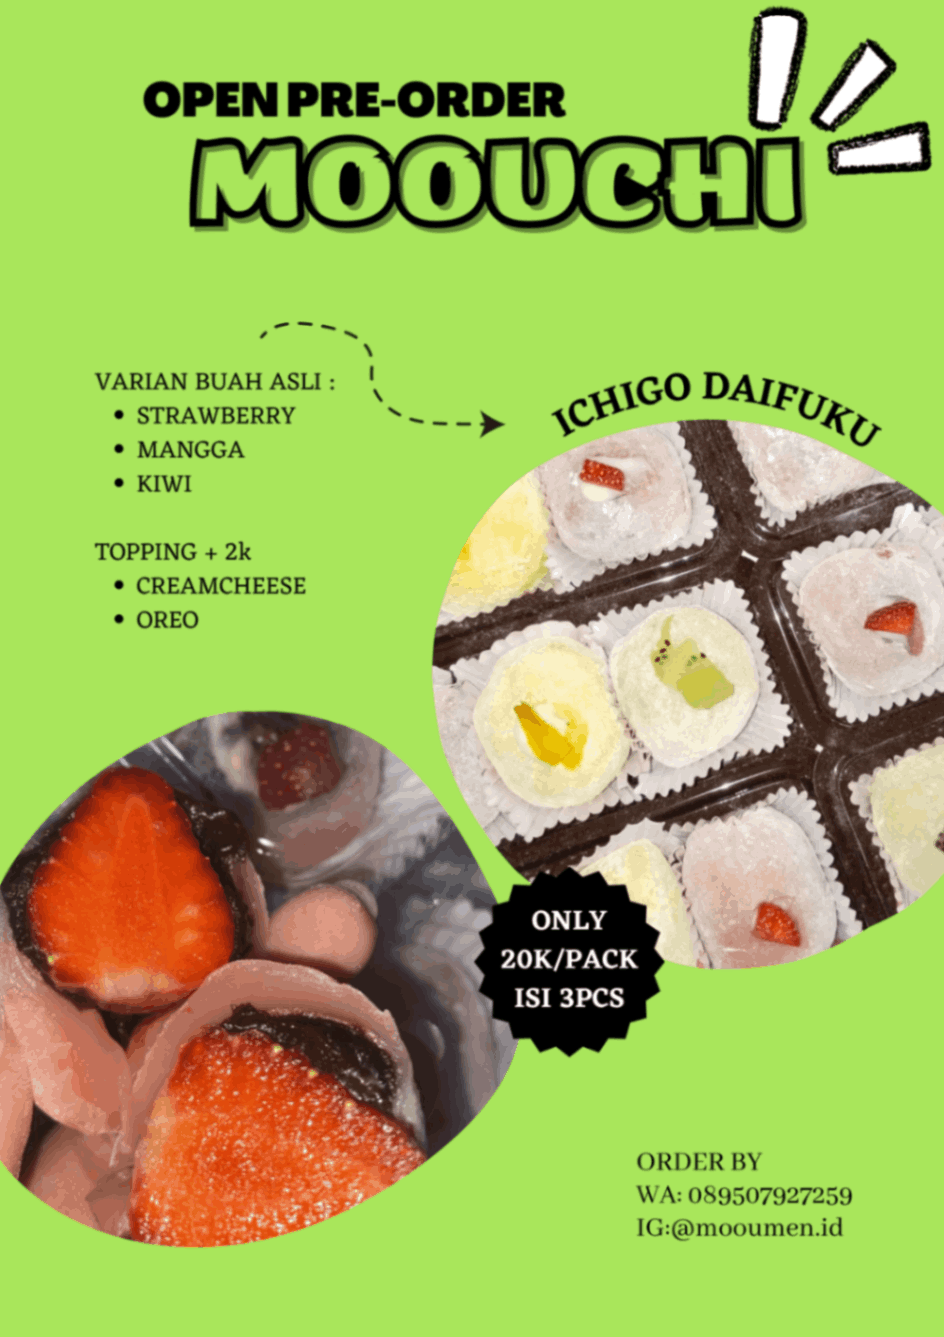 OPEN PRE-ORDER
MOOUCHI
VARIAN BUAH ASLI :
• STRAWBERRY
• MANGGA
• KIWI
TOPPING + 2k
• CREAMCHEESE
• OREO
ICHIGO DAIFUKU
ONLY
20K/PACK
ISI 3PCS
ORDER BY
WA: 089507927259
IG:@mooumen.id